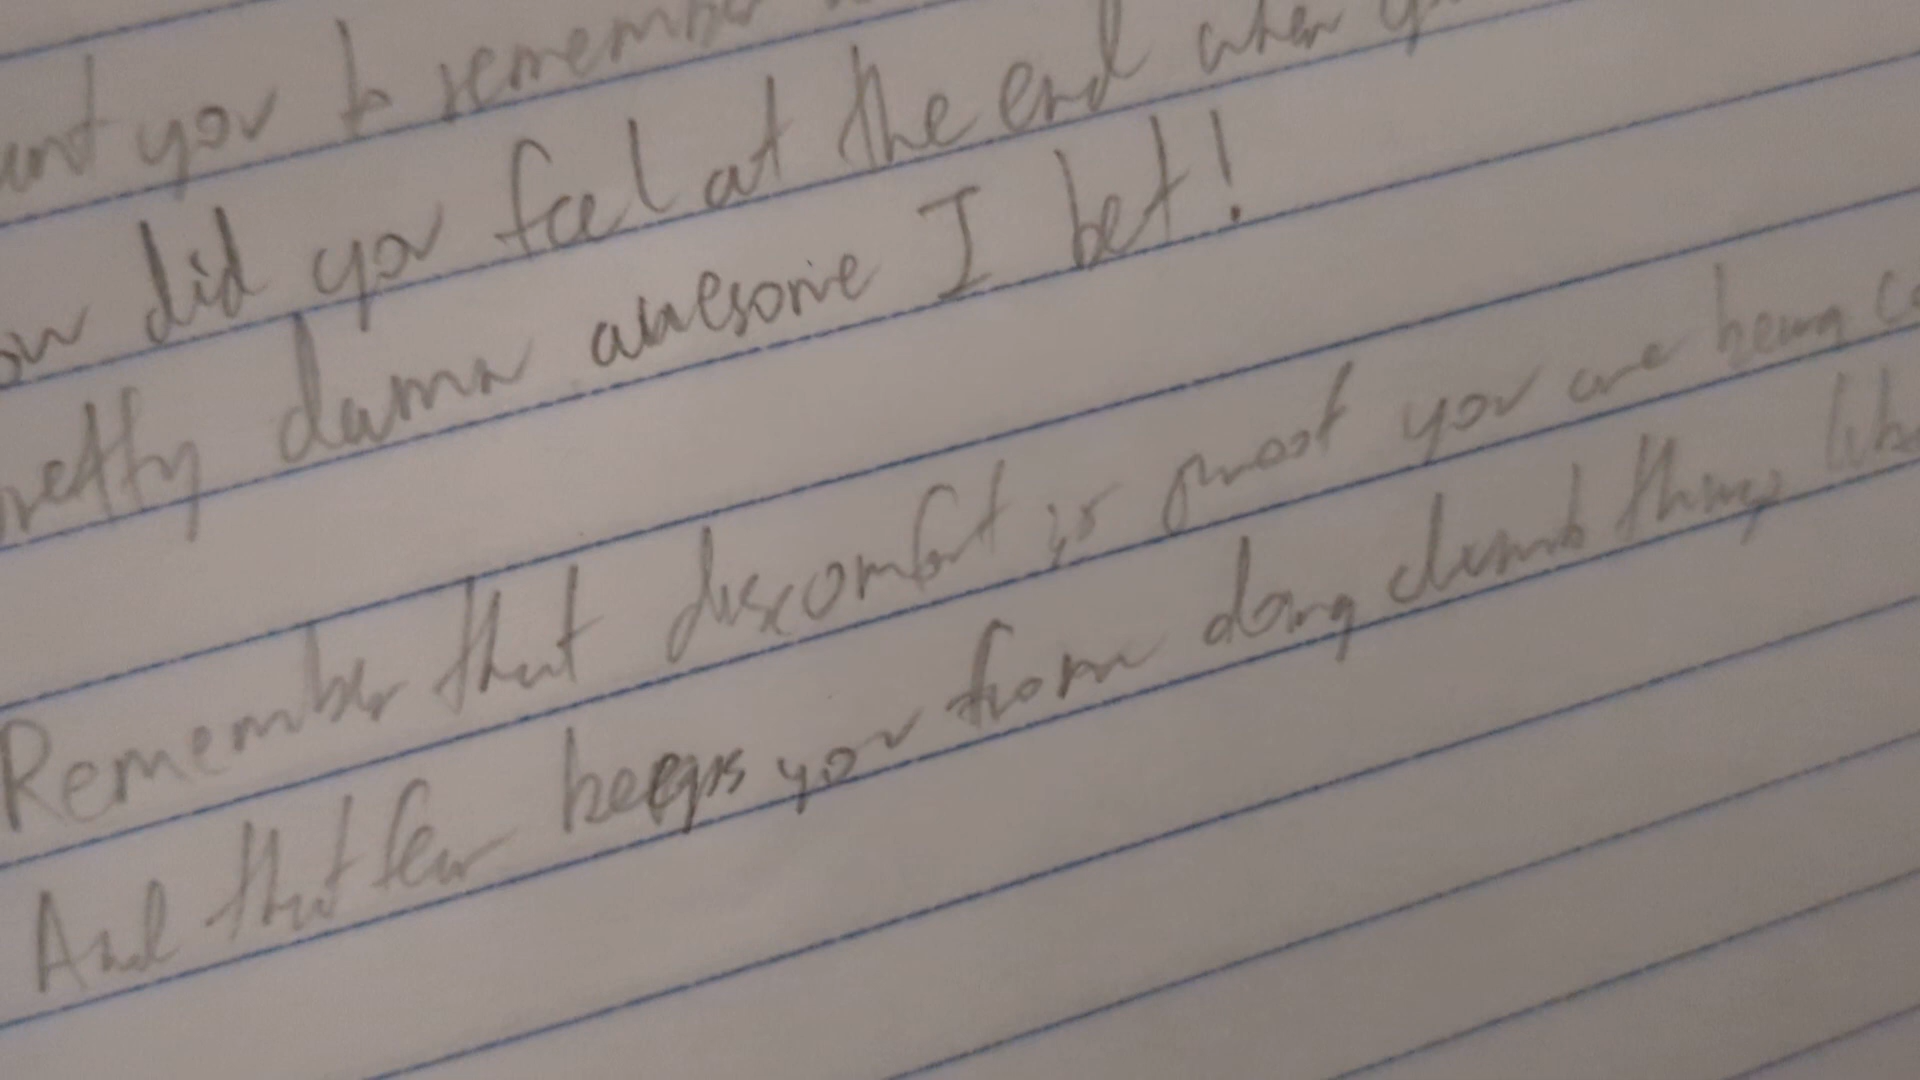 you to remember
did you feel at the end when
damn awesome I bet!
Remember that discomfort is proof you are being
And that fear keeps you from doing dumb things